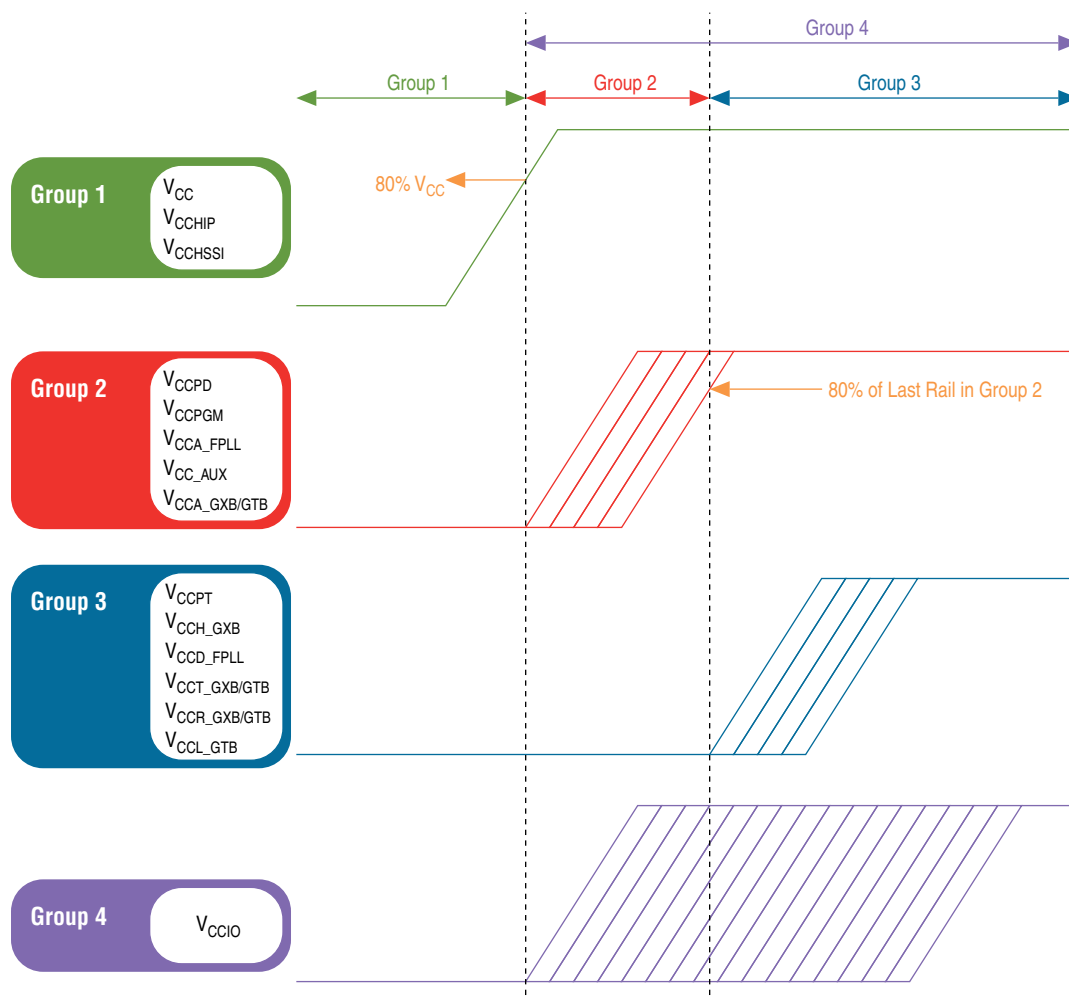 Group 4
Group 1
Group 2
Group 3
Group 1
VCC
VCCHIP
VCCHSSI
80% VCC
Group 2
VCCPD
VCCPGM
VCCA_FPLL
VCC_AUX
VCCA_GXB/GTB
80% of Last Rail in Group 2
Group 3
VCCPT
VCCH_GXB
VCCD_FPLL
VCCT_GXB/GTB
VCCR_GXB/GTB
VCCL_GTB
Group 4
VCCIO